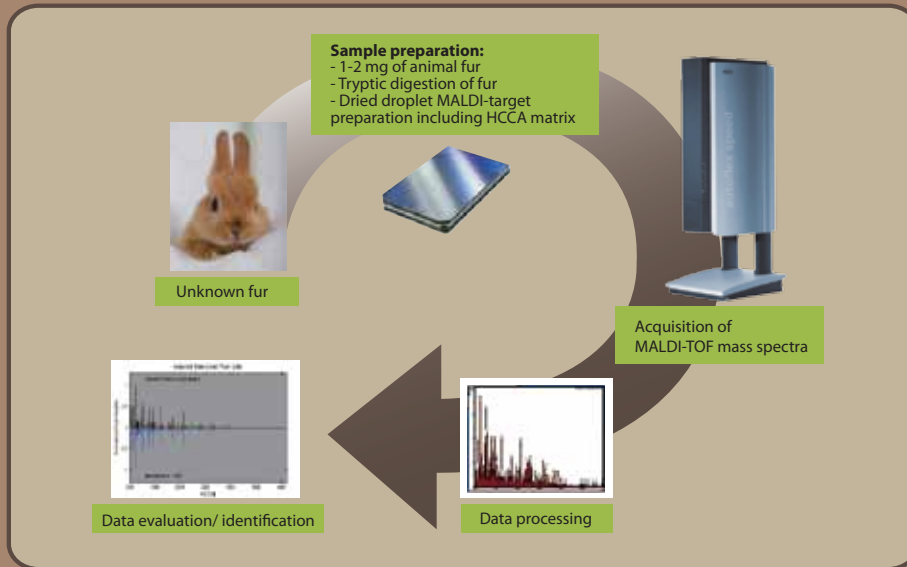 Sample preparation:
- 1-2 mg of animal fur
- Tryptic digestion of fur
- Dried droplet MALDI-target
preparation including HCCA matrix
Unknown fur
Acquisition of
MALDI-TOF mass spectra
Data processing
Data evaluation/ identification